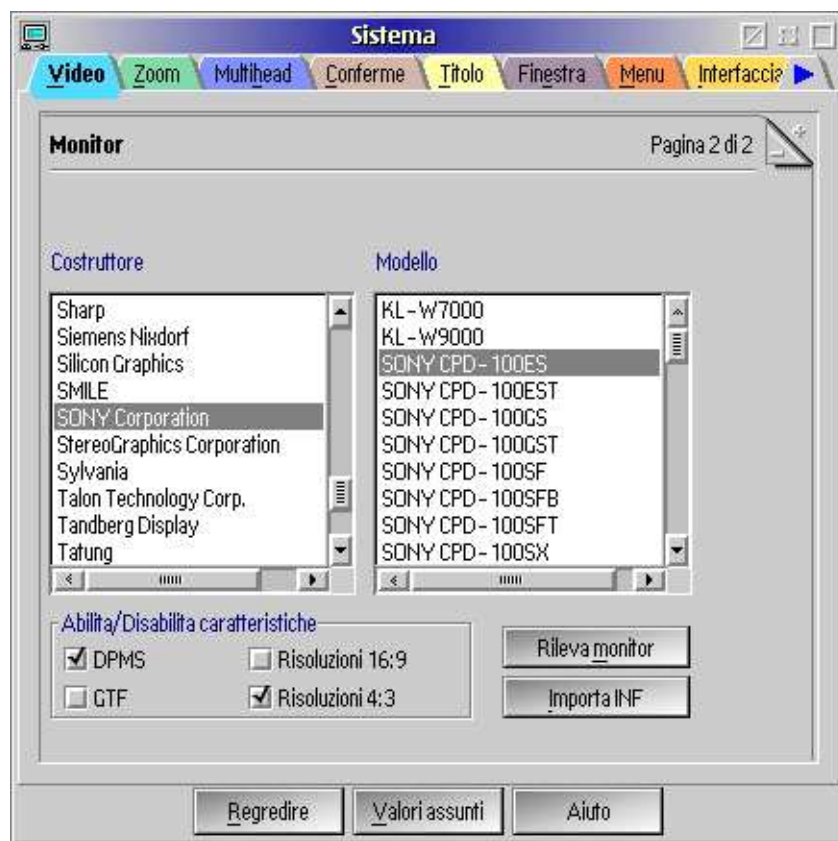 Sistema
Video Zoom Multihead Conferme Titolo Finestra Menu Interfaccia
Monitor Pagina 2 di 2
Costruttore Modello
Sharp KL-W7000
Siemens Nixdorf KL-W9000
Silicon Graphics SONY CPD-100ES
SMILE SONY CPD-100EST
SONY Corporation SONY CPD-100GS
StereoGraphics Corporation SONY CPD-100GST
Sylvania SONY CPD-100SF
Talon Technology Corp. SONY CPD-100SFB
Tandberg Display SONY CPD-100SFT
Tatung SONY CPD-100SX
Abilita/Disabilita caratteristiche
DPMS Risoluzioni 16:9 Rileva monitor
GTF Risoluzioni 4:3 Importa INF
Regredire Valori assunti Aiuto